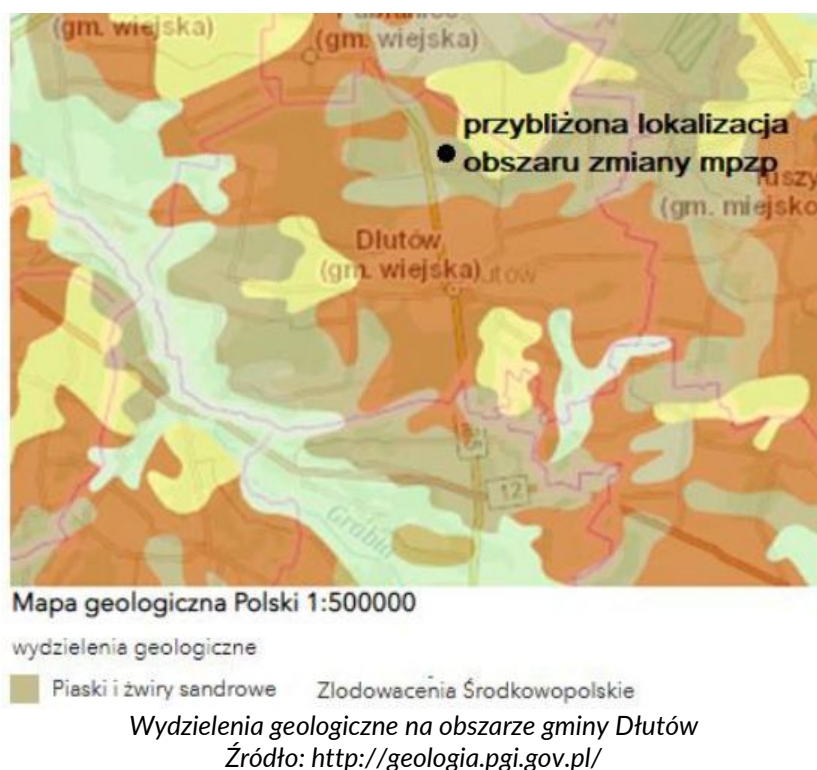 (gm. wiejska)
(gm. wiejska)
przybliżona lokalizacja
obszaru zmiany mpzp
(gm. miejsko
Dłutów
(gm. wiejska)
12
Grabia
Mapa geologiczna Polski 1:500000
wydzielenia geologiczne
Piaski i żwiry sandrowe Zlodowacenia Środkowopolskie
Wydzielenia geologiczne na obszarze gminy Dłutów
Źródło: http://geologia.pgi.gov.pl/